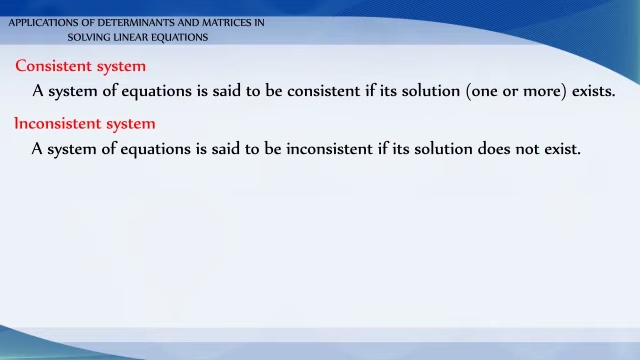 APPLICATIONS OF DETERMINANTS AND MATRICES IN
SOLVING LINEAR EQUATIONS
Consistent system
A system of equations is said to be consistent if its solution (one or more) exists.
Inconsistent system
A system of equations is said to be inconsistent if its solution does not exist.